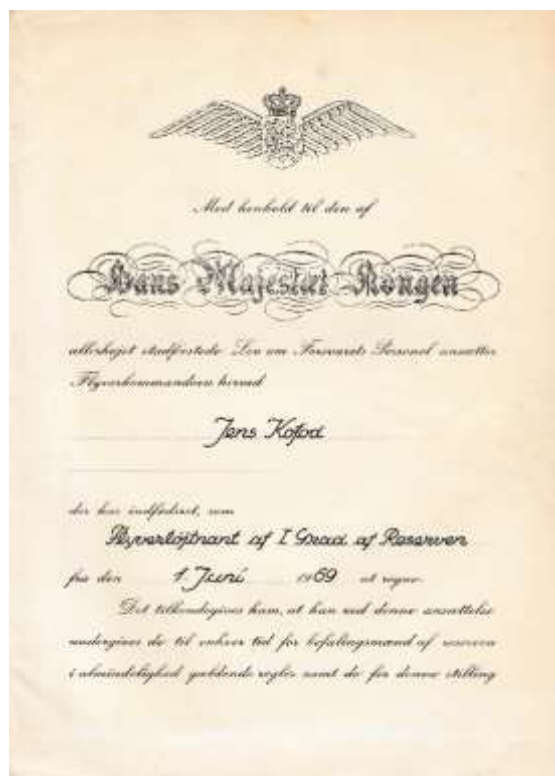 Med henhold til den af
Hans Majestæt Kongen
allerhøjest stadfæstede Lov om Forsvarets Personel ansætter
Flyverkommandoen herved
Jens Kofod
der har indfødsret, som
Flyverløjtnant af I Grad af Reserven
fra den 1. Juni 1969 at regne.
Det tilkendegives ham, at han ved denne ansættelse
undergives de til enhver tid for befalingsmænd af reserven
i almindelighed gældende regler samt de for denne stilling